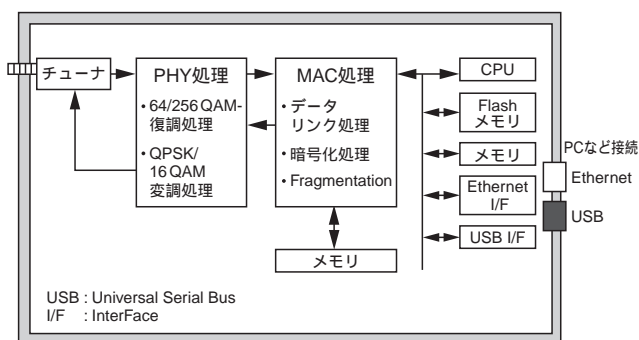 チューナ
PHY処理
・64/256QAM-
復調処理
・QPSK/
16QAM
変調処理
MAC処理
・データ
リンク処理
・暗号化処理
・Fragmentation
メモリ
CPU
Flash
メモリ
メモリ
Ethernet
I/F
USB I/F
PCなど接続
Ethernet
USB
USB : Universal Serial Bus
I/F : InterFace